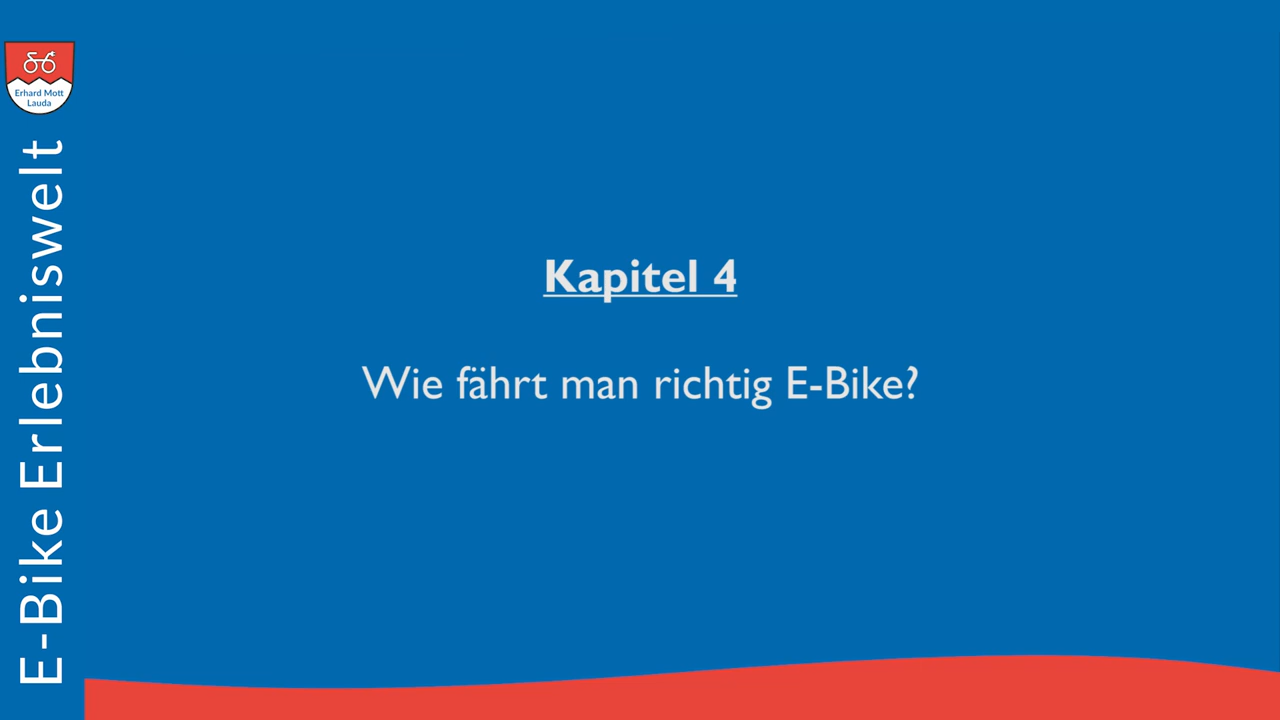 Erhard Mott
Lauda
E-Bike Erlebniswelt
Kapitel 4
Wie fährt man richtig E-Bike?